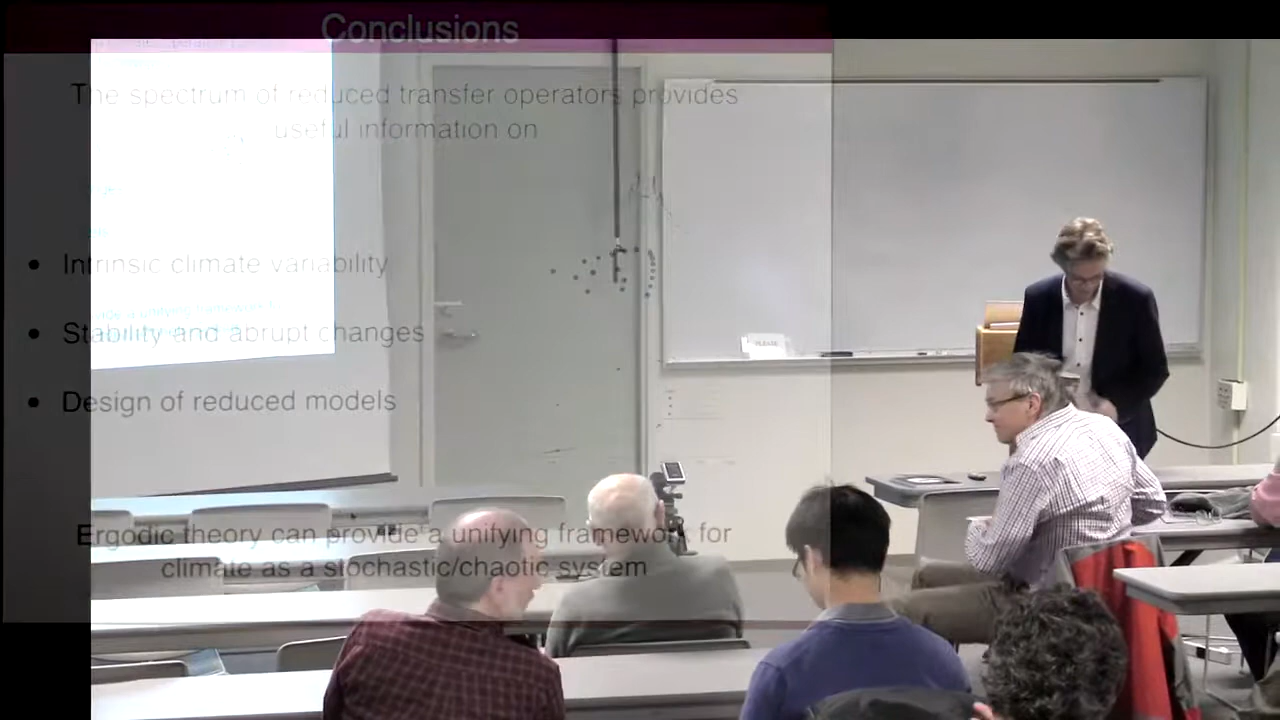 Conclusions
The spectrum of reduced transfer operators provides
useful information on
• Intrinsic climate variability
• Stability and abrupt changes
• Design of reduced models
Ergodic theory can provide a unifying framework for
climate as a stochastic/chaotic system
PLEASE